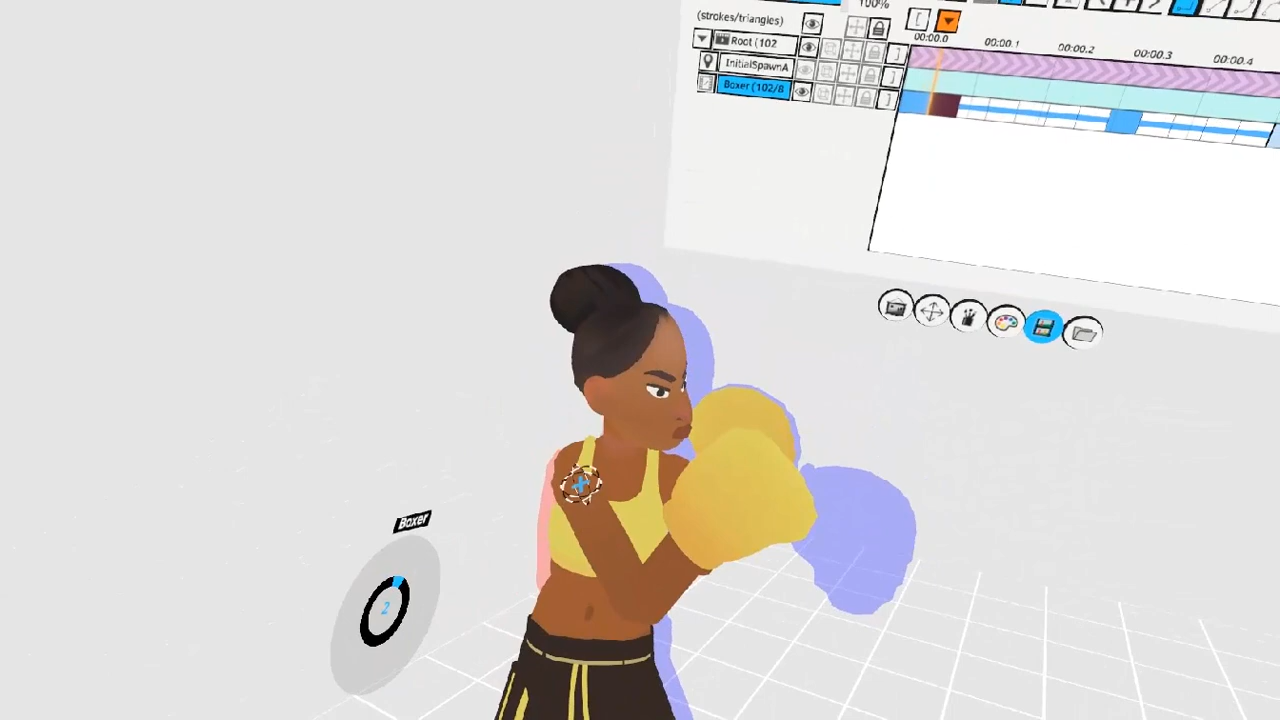 100%
(strokes/triangles)
Root (102
InitialSpawnA
Boxer (102/8
00:00.0
00:00.1
00:00.2
00:00.3
00:00.4
Boxer
2